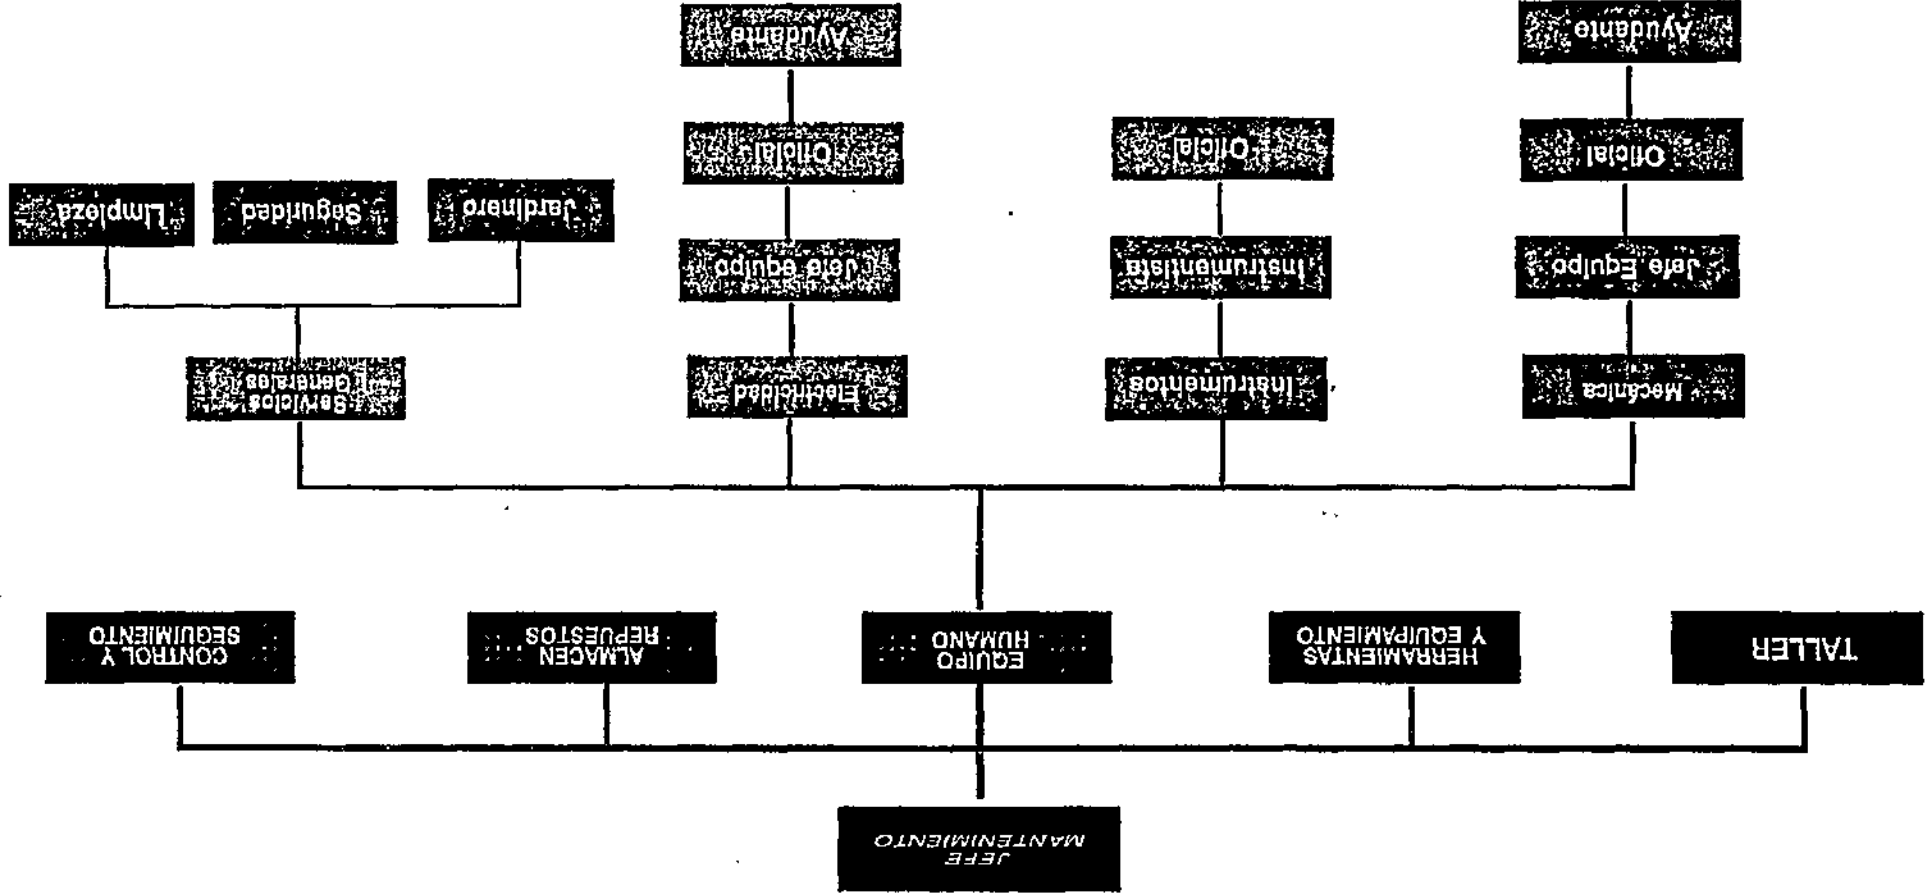 JEFE
MANTENIMIENTO
TALLER
HERRAMIENTAS
Y EQUIPAMIENTO
EQUIPO
HUMANO
ALMACEN
REPUESTOS
CONTROL Y
SEGUIMIENTO
Mecánica
Instrumentos
Electricidad
Servicios
Generales
Jefe Equipo
Instrumentista
Jefe equipo
Jardinero
Seguridad
Limpieza
Oficial
Oficial
Oficial
Ayudante
Ayudante